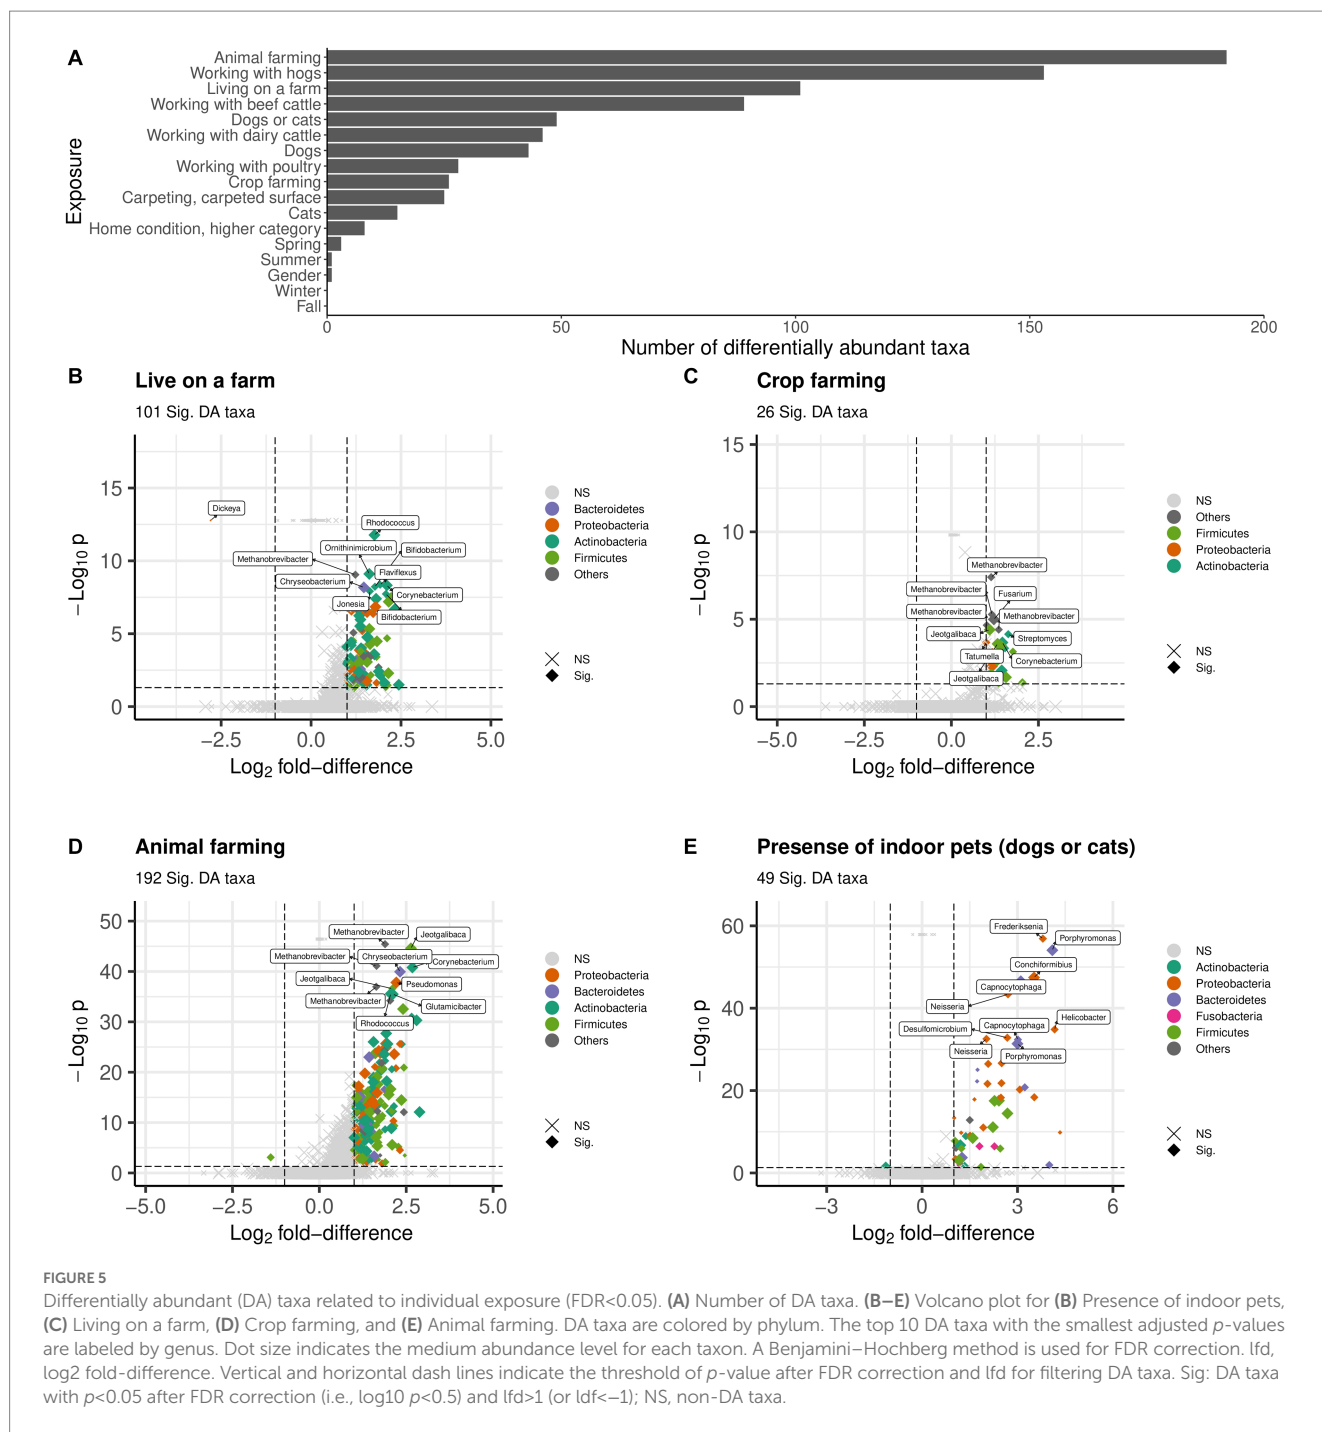 A
Animal farming
Working with hogs
Living on a farm
Working with beef cattle
Dogs or cats
Working with dairy cattle
Dogs
Working with poultry
Crop farming
Carpeting, carpeted surface
Cats
Home condition, higher category
Spring
Summer
Gender
Winter
Fall
Exposure
0 50 100 150 200
Number of differentially abundant taxa
B
Live on a farm
101 Sig. DA taxa
15
10
5
0
−Log10 p
Dickeya
Rhodococcus
Ornithinimicrobium
Bifidobacterium
Methanobrevibacter
Flaviflexus
Chryseobacterium
Corynebacterium
Jonesia
Bifidobacterium
−2.5 0.0 2.5 5.0
Log2 fold−difference
NS
Bacteroidetes
Proteobacteria
Actinobacteria
Firmicutes
Others
NS
Sig.
C
Crop farming
26 Sig. DA taxa
15
10
5
0
−Log10 p
Methanobrevibacter
Methanobrevibacter
Fusarium
Methanobrevibacter
Methanobrevibacter
Jeotgalibaca
Streptomyces
Tatumella
Corynebacterium
Jeotgalibaca
−5.0 −2.5 0.0 2.5
Log2 fold−difference
NS
Others
Firmicutes
Proteobacteria
Actinobacteria
NS
Sig.
D
Animal farming
192 Sig. DA taxa
50
40
30
20
10
0
−Log10 p
Methanobrevibacter
Jeotgalibaca
Methanobrevibacter
Chryseobacterium
Corynebacterium
Jeotgalibaca
Pseudomonas
Methanobrevibacter
Glutamicibacter
Rhodococcus
−5.0 −2.5 0.0 2.5 5.0
Log2 fold−difference
NS
Proteobacteria
Bacteroidetes
Actinobacteria
Firmicutes
Others
NS
Sig.
E
Presense of indoor pets (dogs or cats)
49 Sig. DA taxa
60
40
20
0
−Log10 p
Frederiksenia
Porphyromonas
Conchiformibius
Capnocytophaga
Neisseria
Helicobacter
Desulfomicrobium
Capnocytophaga
Neisseria
Porphyromonas
−3 0 3 6
Log2 fold−difference
NS
Actinobacteria
Proteobacteria
Bacteroidetes
Fusobacteria
Firmicutes
Others
NS
Sig.
FIGURE 5
Differentially abundant (DA) taxa related to individual exposure (FDR<0.05). (A) Number of DA taxa. (B–E) Volcano plot for (B) Presence of indoor pets,
(C) Living on a farm, (D) Crop farming, and (E) Animal farming. DA taxa are colored by phylum. The top 10 DA taxa with the smallest adjusted p-values
are labeled by genus. Dot size indicates the medium abundance level for each taxon. A Benjamini–Hochberg method is used for FDR correction. lfd,
log2 fold-difference. Vertical and horizontal dash lines indicate the threshold of p-value after FDR correction and lfd for filtering DA taxa. Sig: DA taxa
with p<0.05 after FDR correction (i.e., log10 p<0.5) and lfd>1 (or ldf<−1); NS, non-DA taxa.